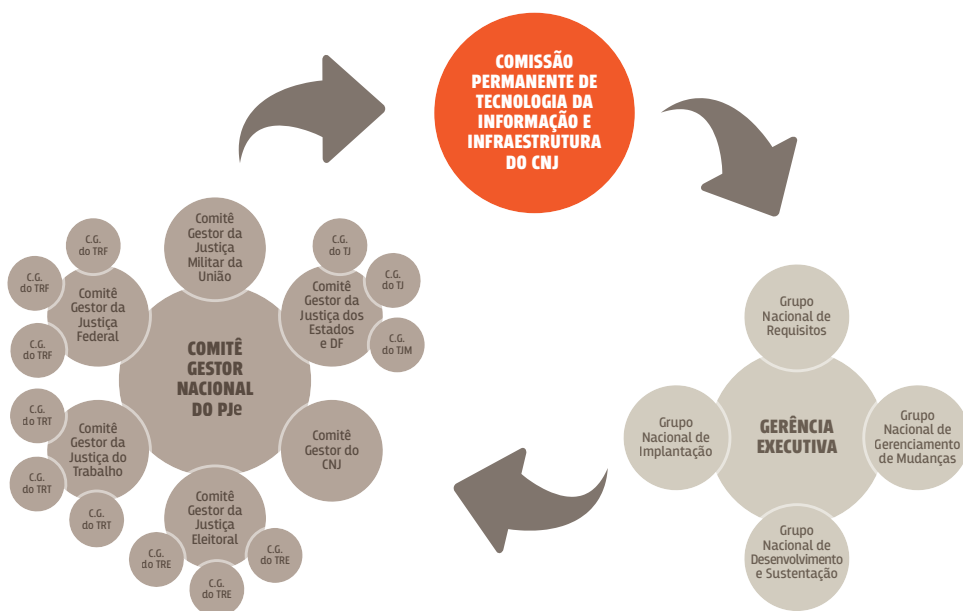 COMISSÃO
PERMANENTE DE
TECNOLOGIA DA
INFORMAÇÃO E
INFRAESTRUTURA
DO CNJ
Comitê
Gestor da
Justiça
Militar da
União
C.G.
do TRF
C.G.
do TRF
C.G.
do TRF
Comitê
Gestor da
Justiça
Federal
C.G.
do TJ
C.G.
do TJ
C.G.
do TJM
Comitê
Gestor da
Justiça dos
Estados
e DF
COMITÊ
GESTOR
NACIONAL
DO PJe
C.G.
do TRT
C.G.
do TRT
C.G.
do TRT
Comitê
Gestor da
Justiça do
Trabalho
Comitê
Gestor do
CNJ
Comitê
Gestor da
Justiça
Eleitoral
C.G.
do TRE
C.G.
do TRE
C.G.
do TRE
Grupo
Nacional de
Requisitos
Grupo
Nacional de
Implantação
GERÊNCIA
EXECUTIVA
Grupo
Nacional de
Gerenciamento
de Mudanças
Grupo
Nacional de
Desenvolvimento
e Sustentação